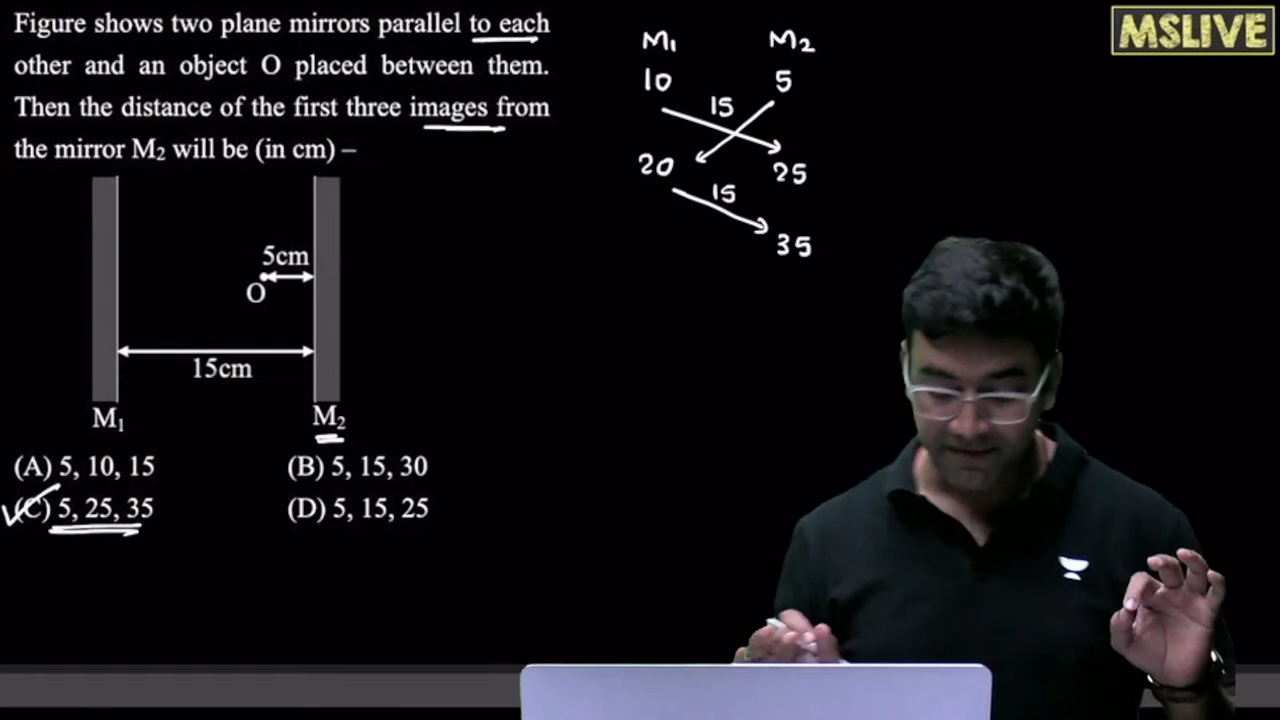 Figure shows two plane mirrors parallel to each
other and an object O placed between them.
Then the distance of the first three images from
the mirror M₂ will be (in cm) –
5cm
O
15cm
M₁ M₂
(A) 5, 10, 15 (B) 5, 15, 30
(C) 5, 25, 35 (D) 5, 15, 25
M₁ M₂
10 5
15
20 25
15
35
MSLIVE